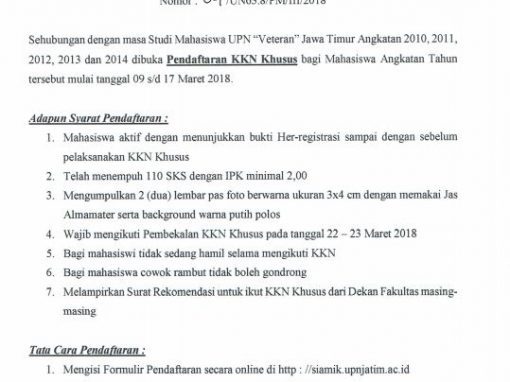 Nomor : /UN63.8/PM/III/2018
Sehubungan dengan masa Studi Mahasiswa UPN “Veteran” Jawa Timur Angkatan 2010, 2011,
2012, 2013 dan 2014 dibuka Pendaftaran KKN Khusus bagi Mahasiswa Angkatan Tahun
tersebut mulai tanggal 09 s/d 17 Maret 2018.
Adapun Syarat Pendaftaran :
1. Mahasiswa aktif dengan menunjukkan bukti Her-registrasi sampai dengan sebelum
pelaksanakan KKN Khusus
2. Telah menempuh 110 SKS dengan IPK minimal 2,00
3. Mengumpulkan 2 (dua) lembar pas foto berwarna ukuran 3x4 cm dengan memakai Jas
Almamater serta background warna putih polos
4. Wajib mengikuti Pembekalan KKN Khusus pada tanggal 22 – 23 Maret 2018
5. Bagi mahasiswi tidak sedang hamil selama mengikuti KKN
6. Bagi mahasiswa cowok rambut tidak boleh gondrong
7. Melampirkan Surat Rekomendasi untuk ikut KKN Khusus dari Dekan Fakultas masing-
masing
Tata Cara Pendaftaran :
1. Mengisi Formulir Pendaftaran secara online di http : //siamik.upnjatim.ac.id